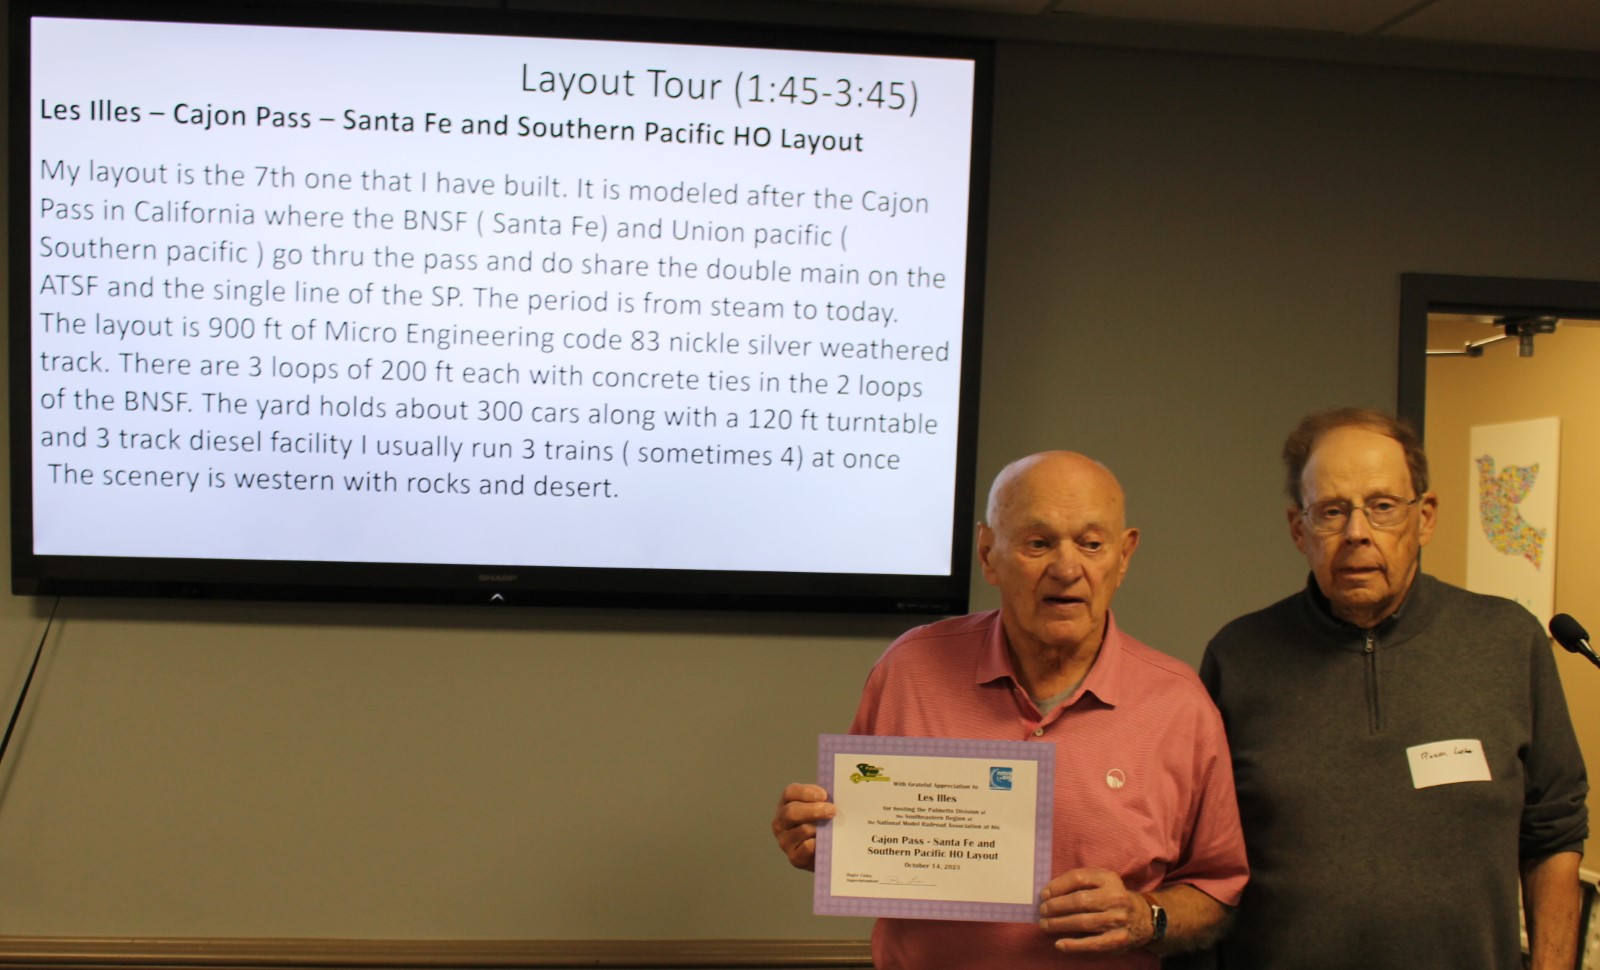 Layout Tour (1:45-3:45)
Les Illes – Cajon Pass – Santa Fe and Southern Pacific HO Layout
My layout is the 7th one that I have built. It is modeled after the Cajon
Pass in California where the BNSF ( Santa Fe) and Union pacific (
Southern pacific ) go thru the pass and do share the double main on the
ATSF and the single line of the SP. The period is from steam to today.
The layout is 900 ft of Micro Engineering code 83 nickle silver weathered
track. There are 3 loops of 200 ft each with concrete ties in the 2 loops
of the BNSF. The yard holds about 300 cars along with a 120 ft turntable
and 3 track diesel facility I usually run 3 trains ( sometimes 4) at once
The scenery is western with rocks and desert.
SHARP
With Grateful Appreciation to
Les Illes
for hosting the Palmetto Division of
the Southeastern Region of
the National Model Railroad Association at his
Cajon Pass - Santa Fe and
Southern Pacific HO Layout
October 14, 2023
Superintendent